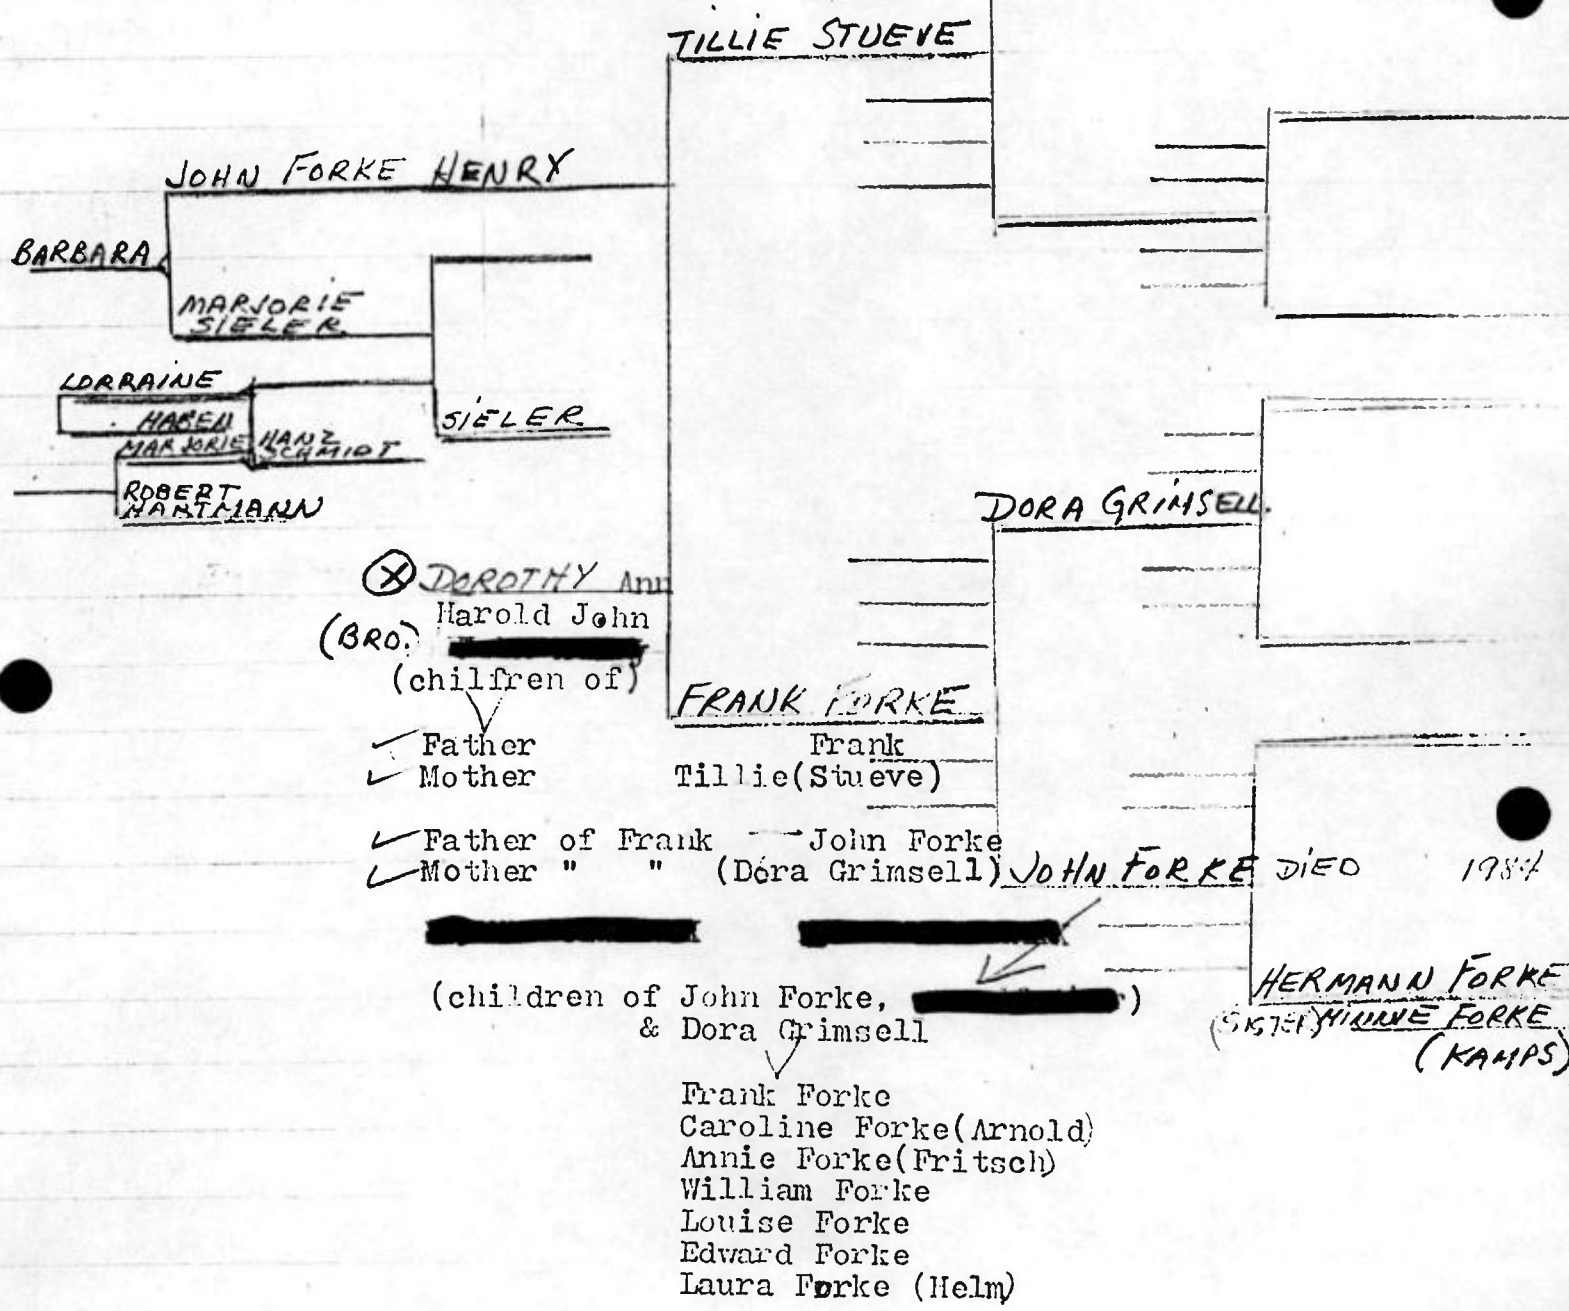 TILLIE STUEVE
JOHN FORKE HENRY
BARBARA
MARJORIE
SIELER
LORRAINE
HABEN
SIELER
MARJORIE
HANZ
SCHMIDT
ROBERT
HARTMANN
DORA GRIMSELL
DOROTHY Ann
Harold John
(BRO.)
(chilfren of)
FRANK FORKE
Father Frank
Mother Tillie(Stueve)
Father of Frank John Forke
Mother " " (Dora Grimsell)
JOHN FORKE DIED
(children of John Forke, )
& Dora Grimsell
HERMANN FORKE
(SISTER) MINNIE FORKE
(KAMPS)
Frank Forke
Caroline Forke(Arnold)
Annie Forke(Fritsch)
William Forke
Louise Forke
Edward Forke
Laura Forke (Helm)